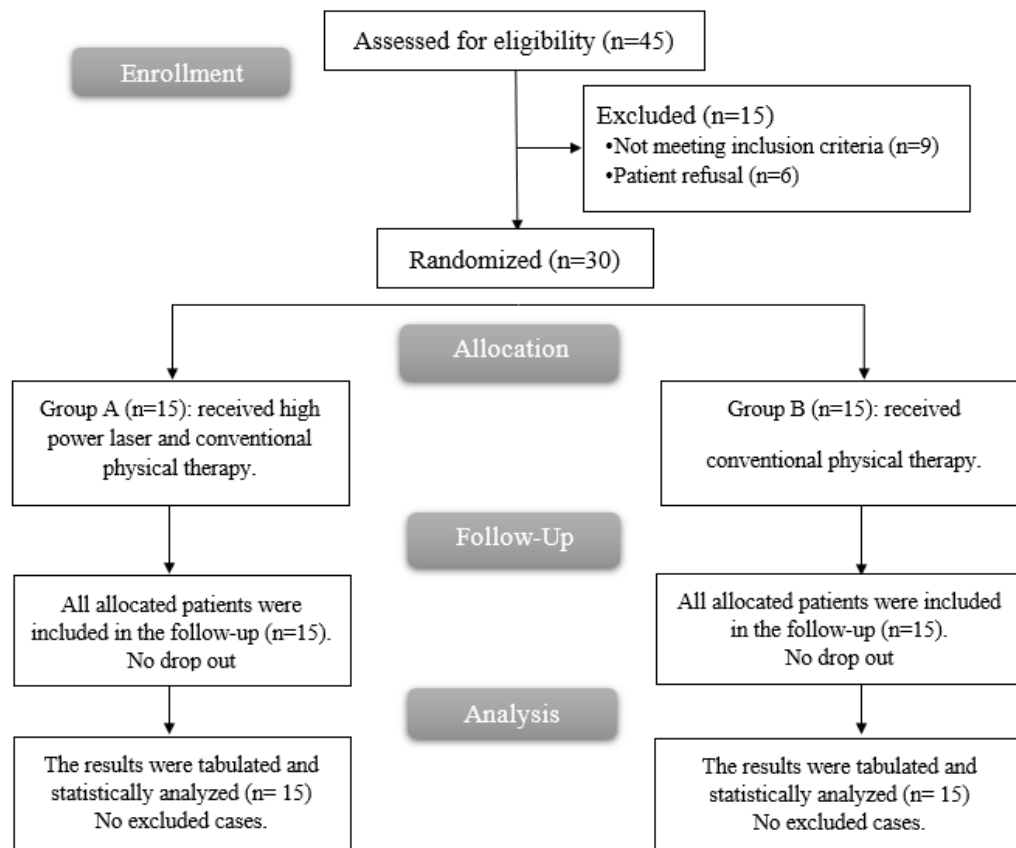 Assessed for eligibility (n=45)
Enrollment
Excluded (n=15)
•Not meeting inclusion criteria (n=9)
•Patient refusal (n=6)
Randomized (n=30)
Allocation
Group A (n=15): received high
power laser and conventional
physical therapy.
Group B (n=15): received
conventional physical therapy.
Follow-Up
All allocated patients were
included in the follow-up (n=15).
No drop out
All allocated patients were included
in the follow-up (n=15).
No drop out
Analysis
The results were tabulated and
statistically analyzed (n= 15)
No excluded cases.
The results were tabulated and
statistically analyzed (n= 15)
No excluded cases.